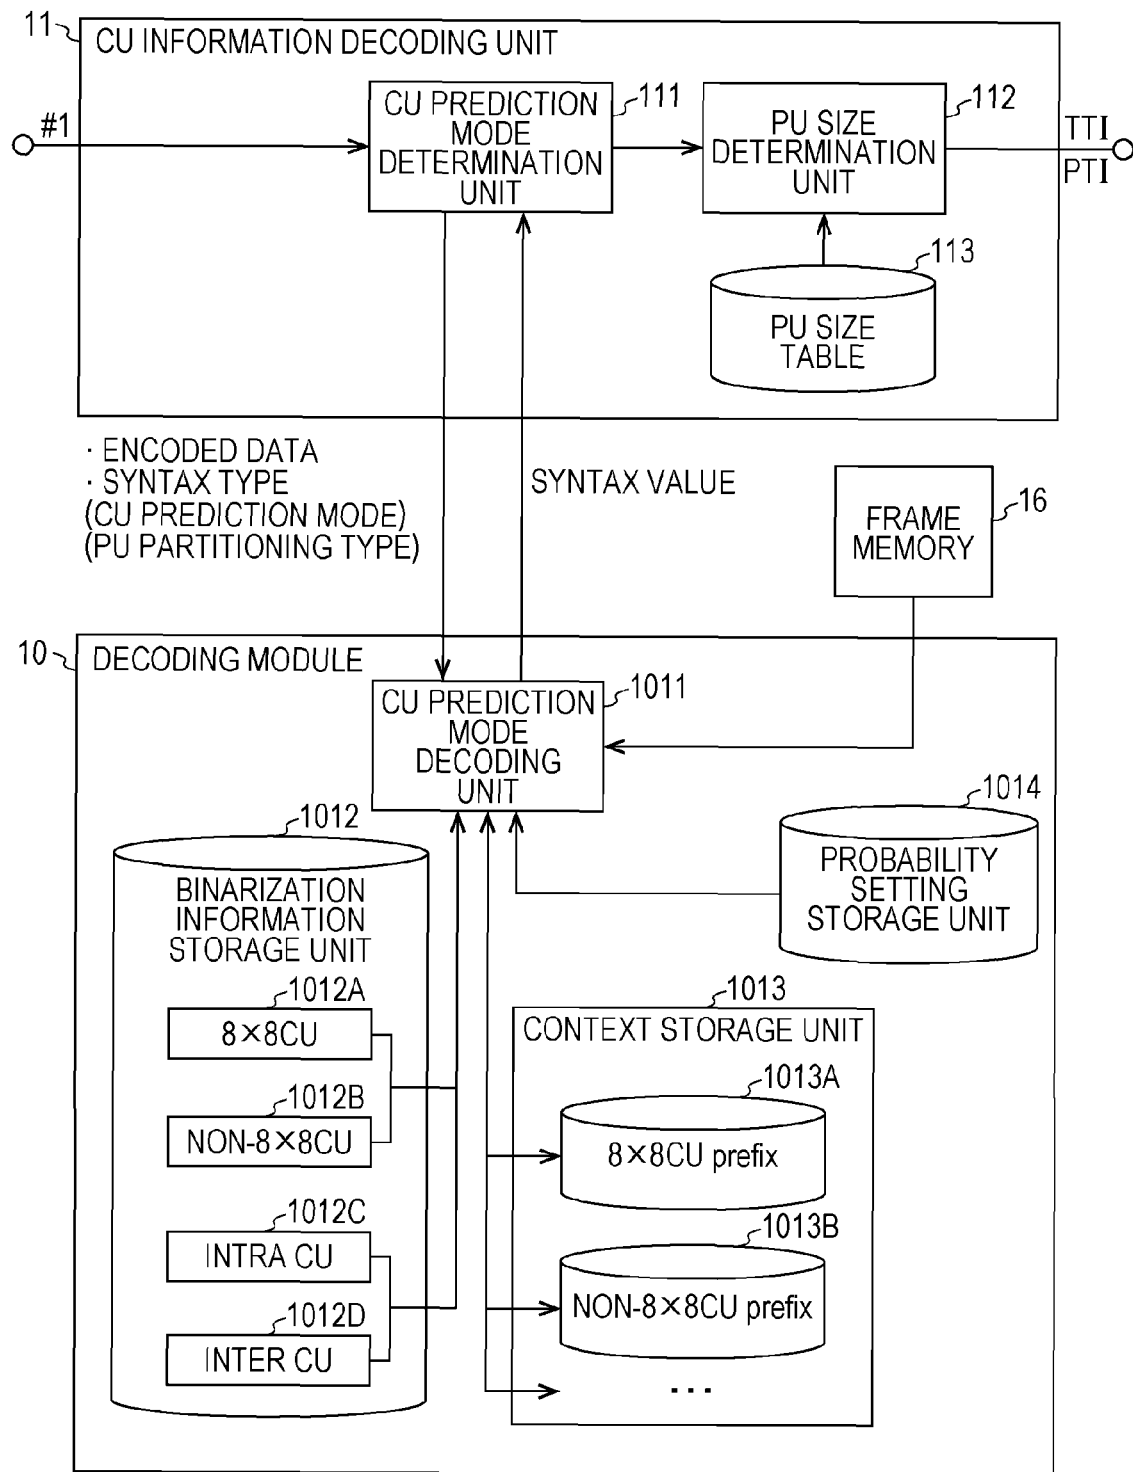 11
CU INFORMATION DECODING UNIT
#1
CU PREDICTION
MODE
DETERMINATION
UNIT
111
PU SIZE
DETERMINATION
UNIT
112
TTI
PTI
113
PU SIZE
TABLE
· ENCODED DATA
· SYNTAX TYPE
(CU PREDICTION MODE)
(PU PARTITIONING TYPE)
SYNTAX VALUE
FRAME
MEMORY
16
10
DECODING MODULE
CU PREDICTION
MODE
DECODING
UNIT
1011
1012
BINARIZATION
INFORMATION
STORAGE UNIT
1014
PROBABILITY
SETTING
STORAGE UNIT
1012A
8×8CU
1012B
NON-8×8CU
1012C
INTRA CU
1012D
INTER CU
1013
CONTEXT STORAGE UNIT
1013A
8×8CU prefix
1013B
NON-8×8CU prefix
...